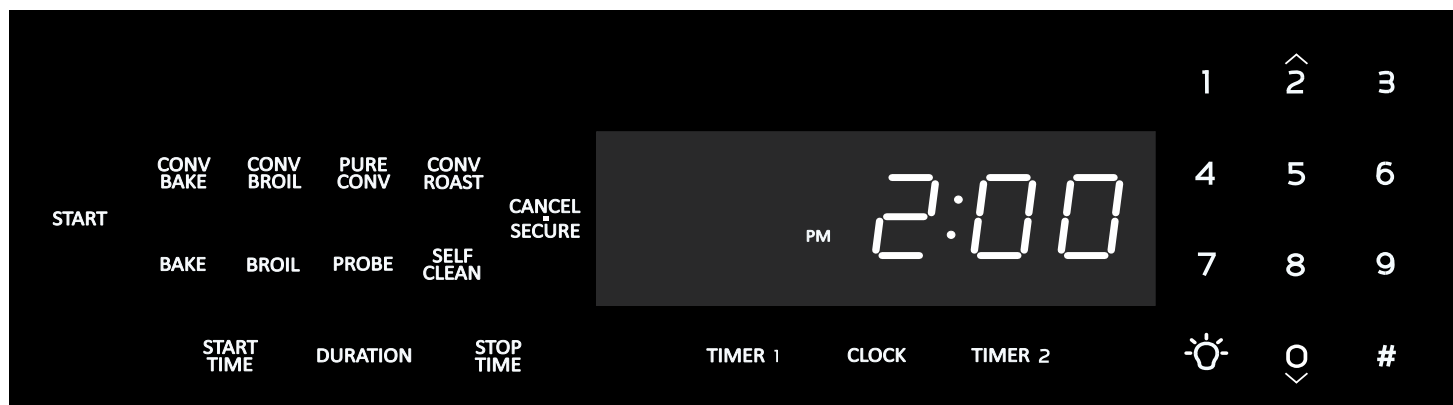 START
CONV
BAKE
CONV
BROIL
PURE
CONV
CONV
ROAST
BAKE
BROIL
PROBE
SELF
CLEAN
CANCEL
SECURE
START
TIME
DURATION
STOP
TIME
PM 2:00
TIMER 1
CLOCK
TIMER 2
1 2 3
4 5 6
7 8 9
0 #